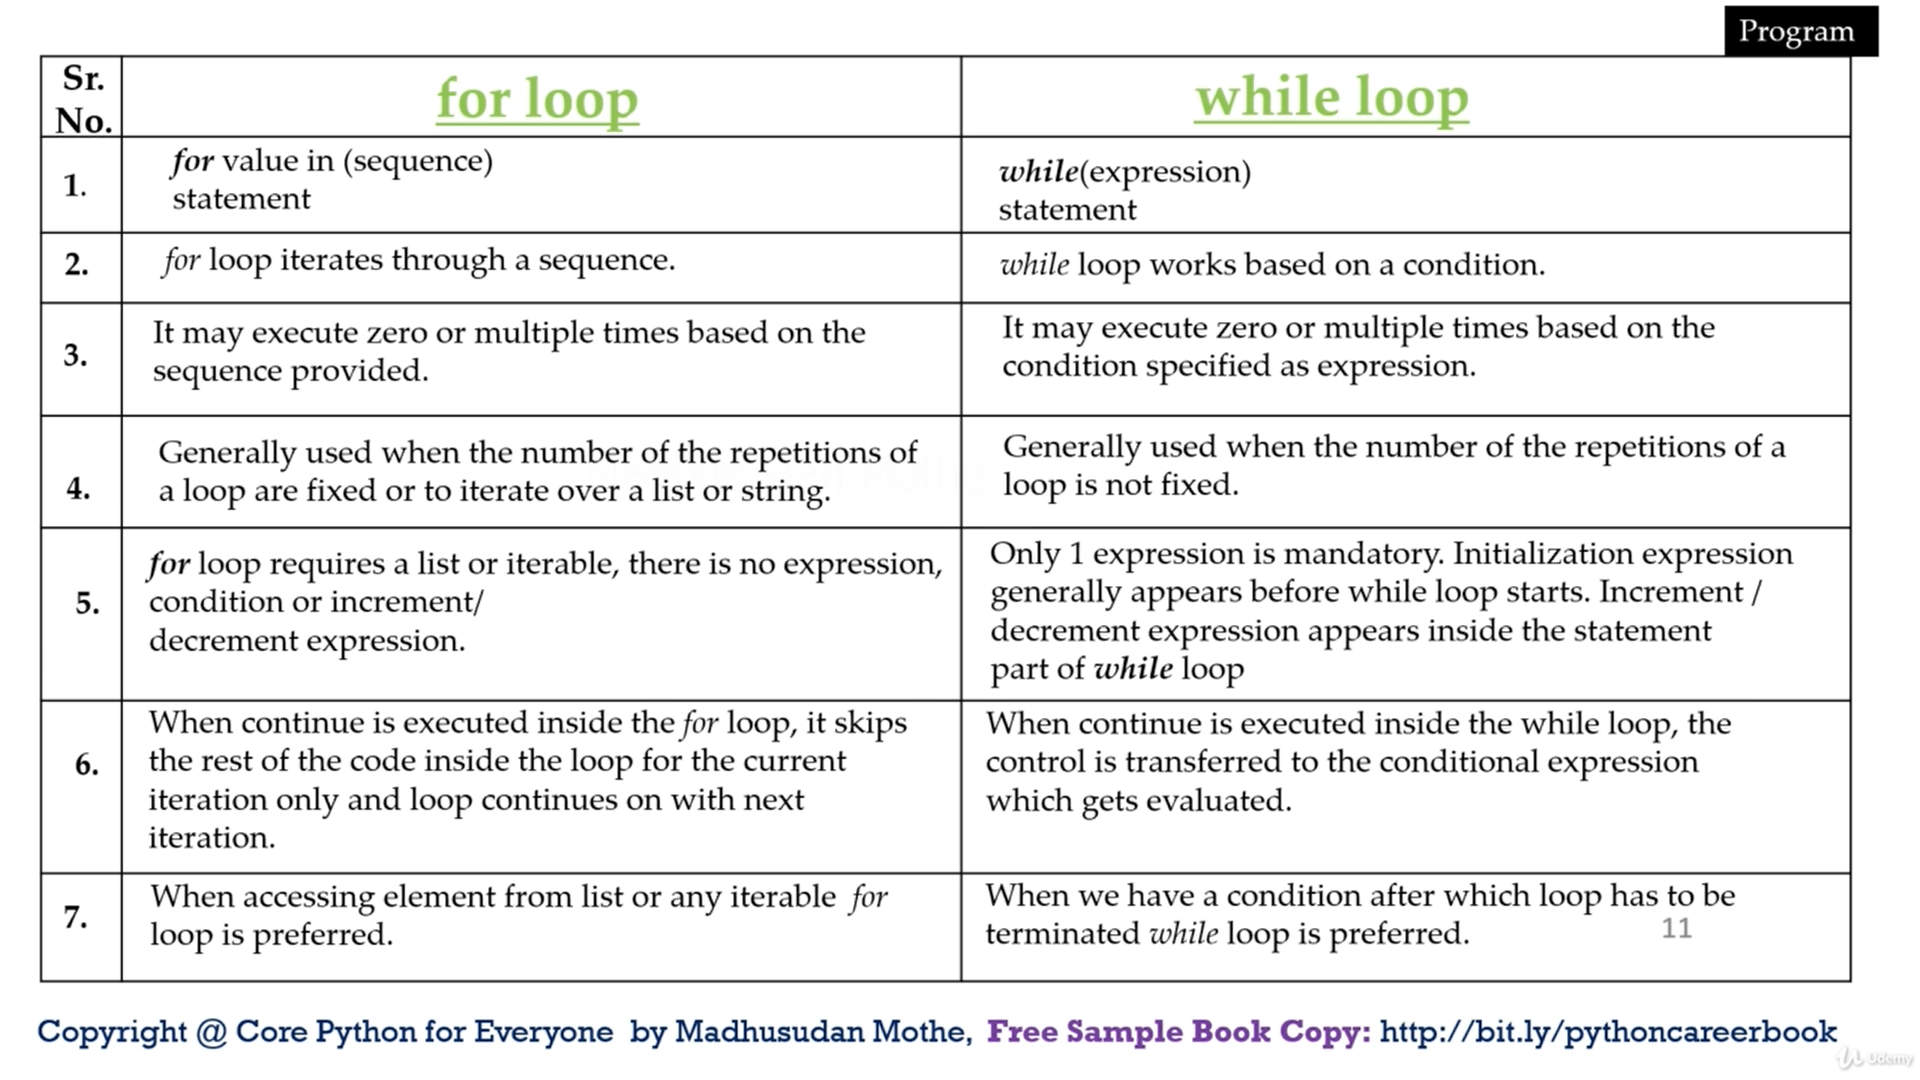 Program
Sr.
No.
for loop
while loop
1.
for value in (sequence)
statement
while(expression)
statement
2.
for loop iterates through a sequence.
while loop works based on a condition.
3.
It may execute zero or multiple times based on the
sequence provided.
It may execute zero or multiple times based on the
condition specified as expression.
4.
Generally used when the number of the repetitions of
a loop are fixed or to iterate over a list or string.
Generally used when the number of the repetitions of a
loop is not fixed.
5.
for loop requires a list or iterable, there is no expression,
condition or increment/
decrement expression.
Only 1 expression is mandatory. Initialization expression
generally appears before while loop starts. Increment /
decrement expression appears inside the statement
part of while loop
6.
When continue is executed inside the for loop, it skips
the rest of the code inside the loop for the current
iteration only and loop continues on with next
iteration.
When continue is executed inside the while loop, the
control is transferred to the conditional expression
which gets evaluated.
7.
When accessing element from list or any iterable for
loop is preferred.
When we have a condition after which loop has to be
terminated while loop is preferred.
11
Copyright @ Core Python for Everyone by Madhusudan Mothe, Free Sample Book Copy: http://bit.ly/pythoncareerbook
Udemy